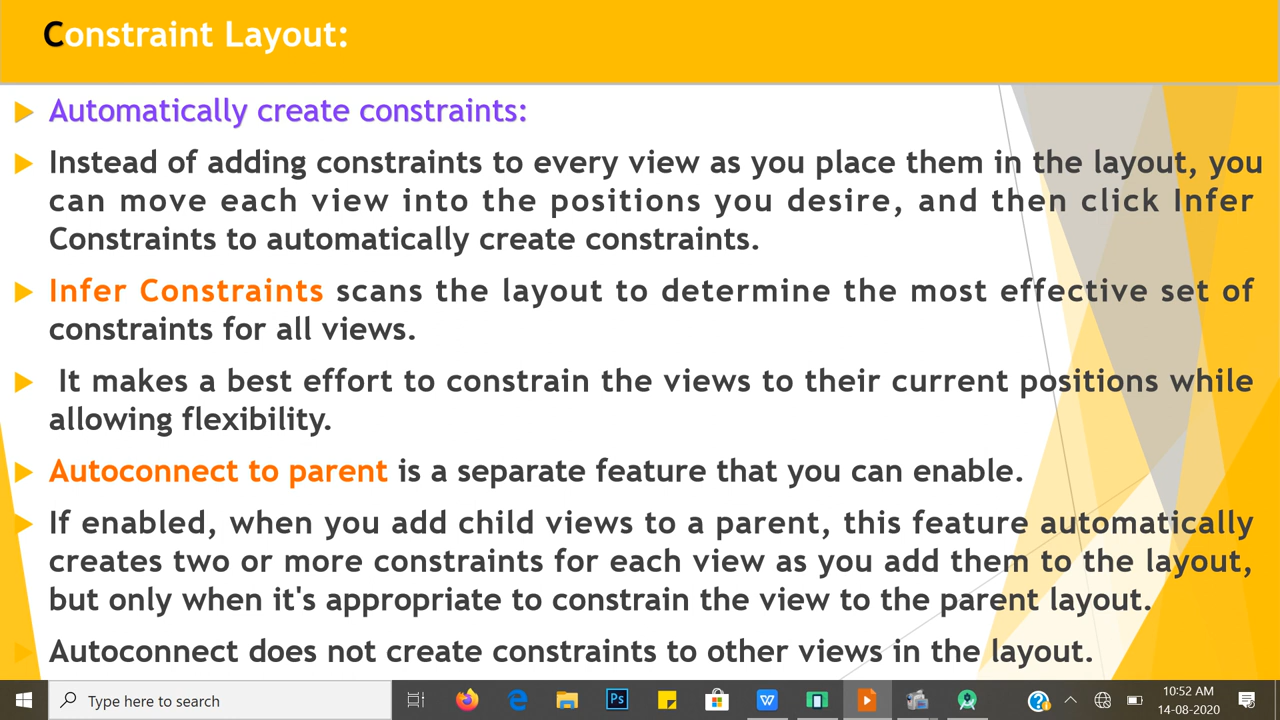 Constraint Layout:
Automatically create constraints:
Instead of adding constraints to every view as you place them in the layout, you
can move each view into the positions you desire, and then click Infer
Constraints to automatically create constraints.
Infer Constraints scans the layout to determine the most effective set of
constraints for all views.
It makes a best effort to constrain the views to their current positions while
allowing flexibility.
Autoconnect to parent is a separate feature that you can enable.
If enabled, when you add child views to a parent, this feature automatically
creates two or more constraints for each view as you add them to the layout,
but only when it's appropriate to constrain the view to the parent layout.
Autoconnect does not create constraints to other views in the layout.
Type here to search
Ps
W
10:52 AM
14-08-2020